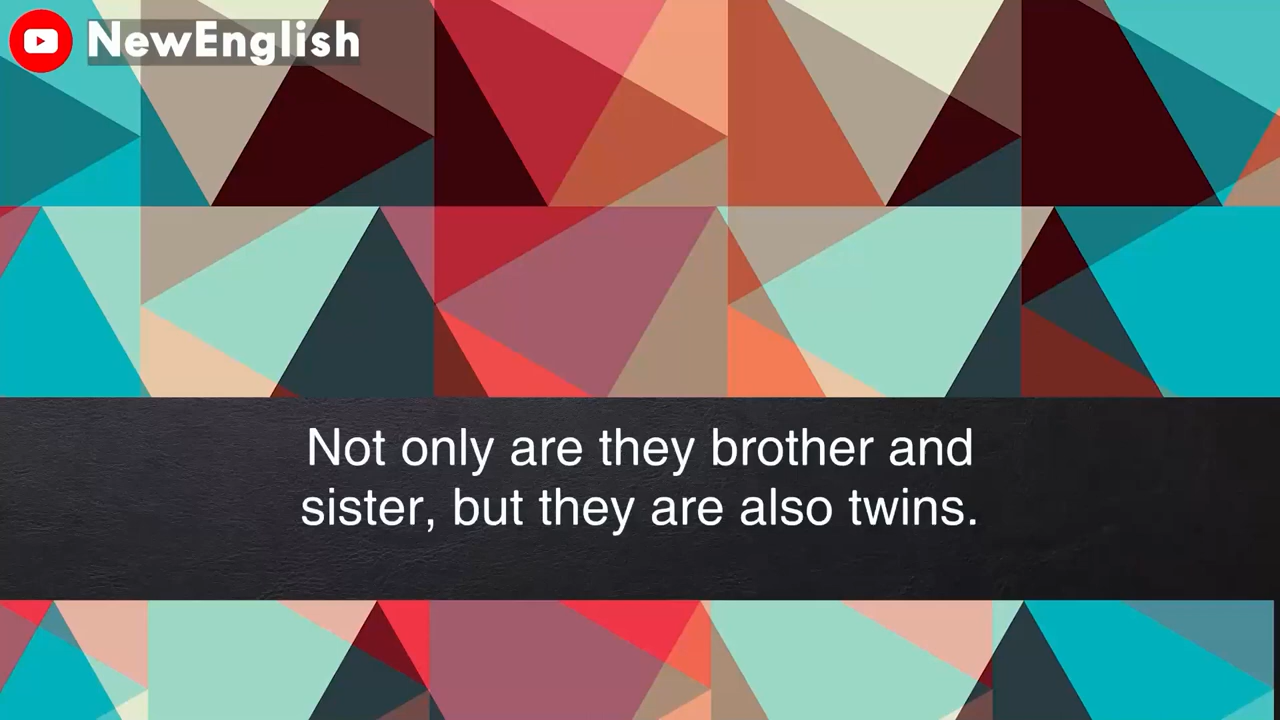 NewEnglish
Not only are they brother and
sister, but they are also twins.